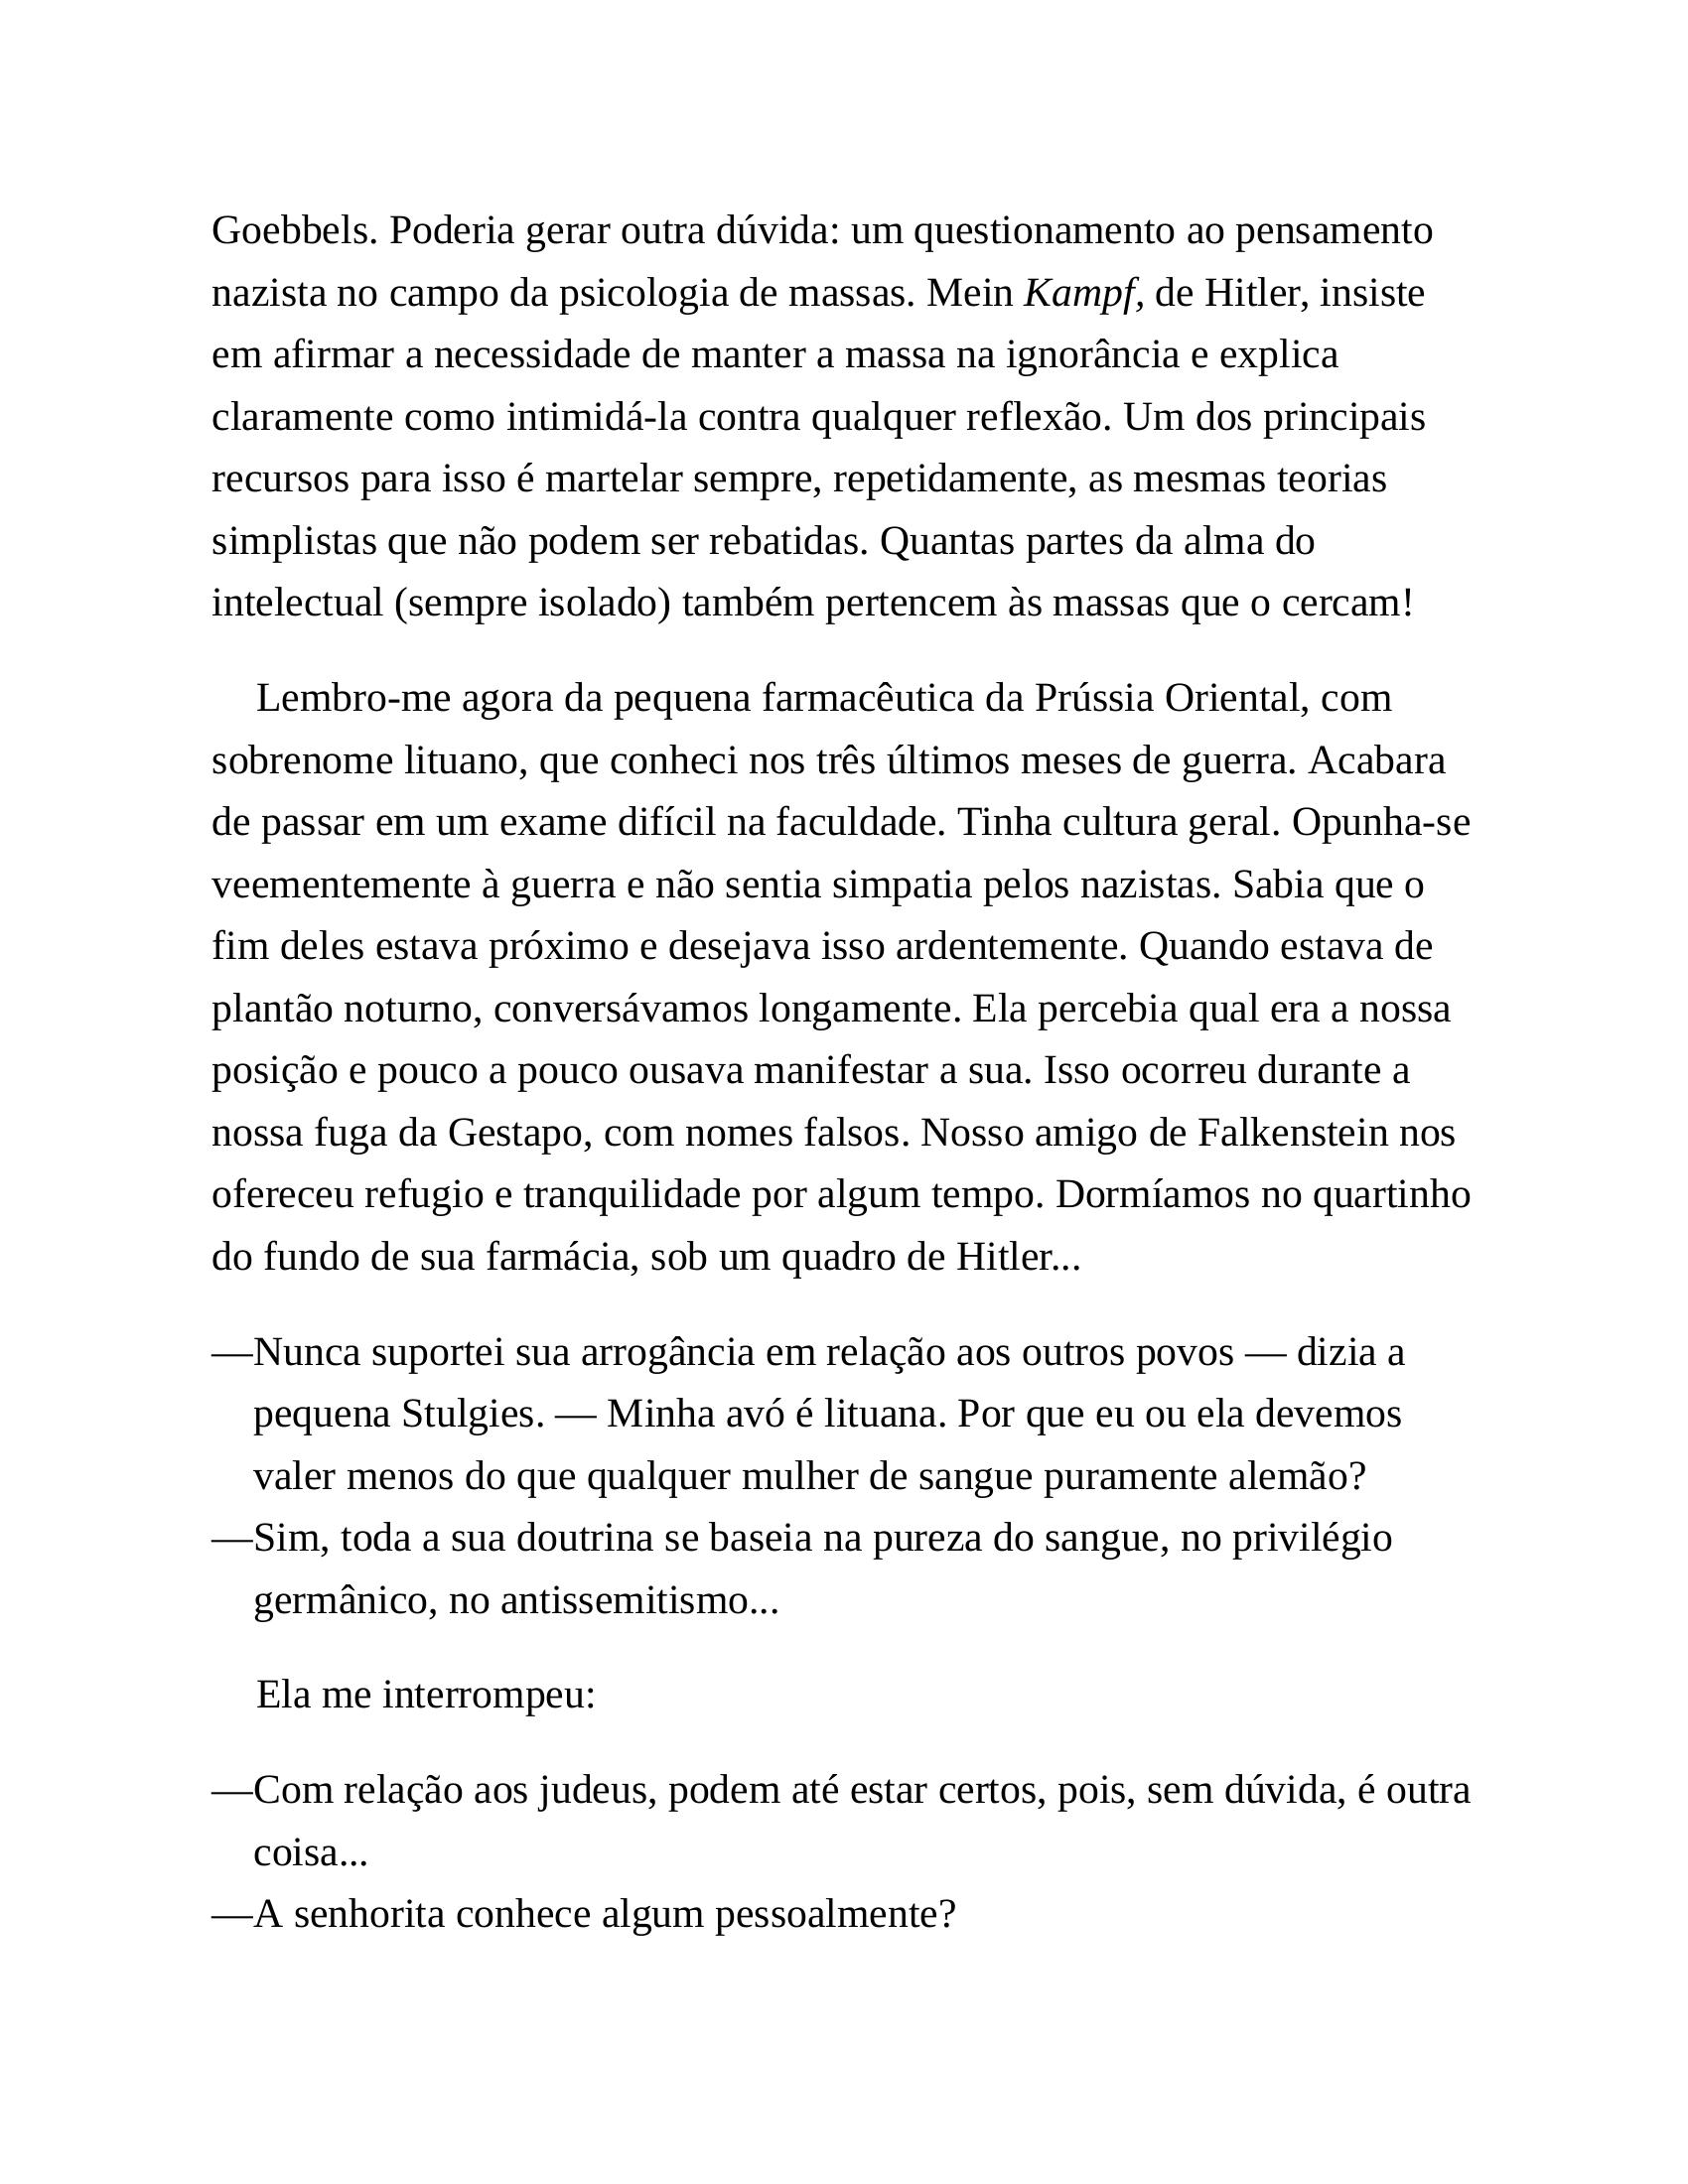 Goebbels. Poderia gerar outra dúvida: um questionamento ao pensamento
nazista no campo da psicologia de massas. Mein Kampf, de Hitler, insiste
em afirmar a necessidade de manter a massa na ignorância e explica
claramente como intimidá-la contra qualquer reflexão. Um dos principais
recursos para isso é martelar sempre, repetidamente, as mesmas teorias
simplistas que não podem ser rebatidas. Quantas partes da alma do
intelectual (sempre isolado) também pertencem às massas que o cercam!
Lembro-me agora da pequena farmacêutica da Prússia Oriental, com
sobrenome lituano, que conheci nos três últimos meses de guerra. Acabara
de passar em um exame difícil na faculdade. Tinha cultura geral. Opunha-se
veementemente à guerra e não sentia simpatia pelos nazistas. Sabia que o
fim deles estava próximo e desejava isso ardentemente. Quando estava de
plantão noturno, conversávamos longamente. Ela percebia qual era a nossa
posição e pouco a pouco ousava manifestar a sua. Isso ocorreu durante a
nossa fuga da Gestapo, com nomes falsos. Nosso amigo de Falkenstein nos
ofereceu refugio e tranquilidade por algum tempo. Dormíamos no quartinho
do fundo de sua farmácia, sob um quadro de Hitler...
—Nunca suportei sua arrogância em relação aos outros povos — dizia a
pequena Stulgies. — Minha avó é lituana. Por que eu ou ela devemos
valer menos do que qualquer mulher de sangue puramente alemão?
—Sim, toda a sua doutrina se baseia na pureza do sangue, no privilégio
germânico, no antissemitismo...
Ela me interrompeu:
—Com relação aos judeus, podem até estar certos, pois, sem dúvida, é outra
coisa...
—A senhorita conhece algum pessoalmente?